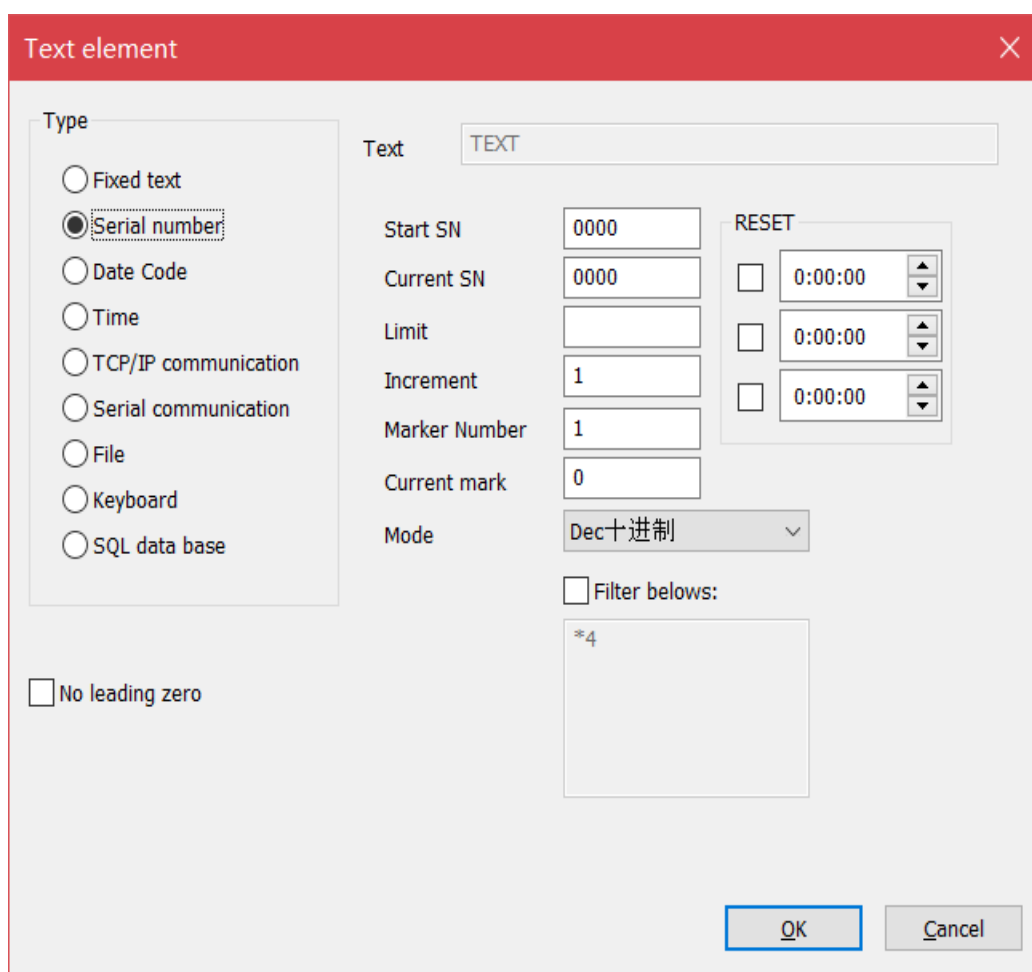 Text element
Type
Fixed text
Serial number
Date Code
Time
TCP/IP communication
Serial communication
File
Keyboard
SQL data base
No leading zero
Text TEXT
Start SN 0000
Current SN 0000
Limit
Increment 1
Marker Number 1
Current mark 0
Mode Dec十进制
RESET
0:00:00
0:00:00
0:00:00
Filter belows:
*4
OK Cancel